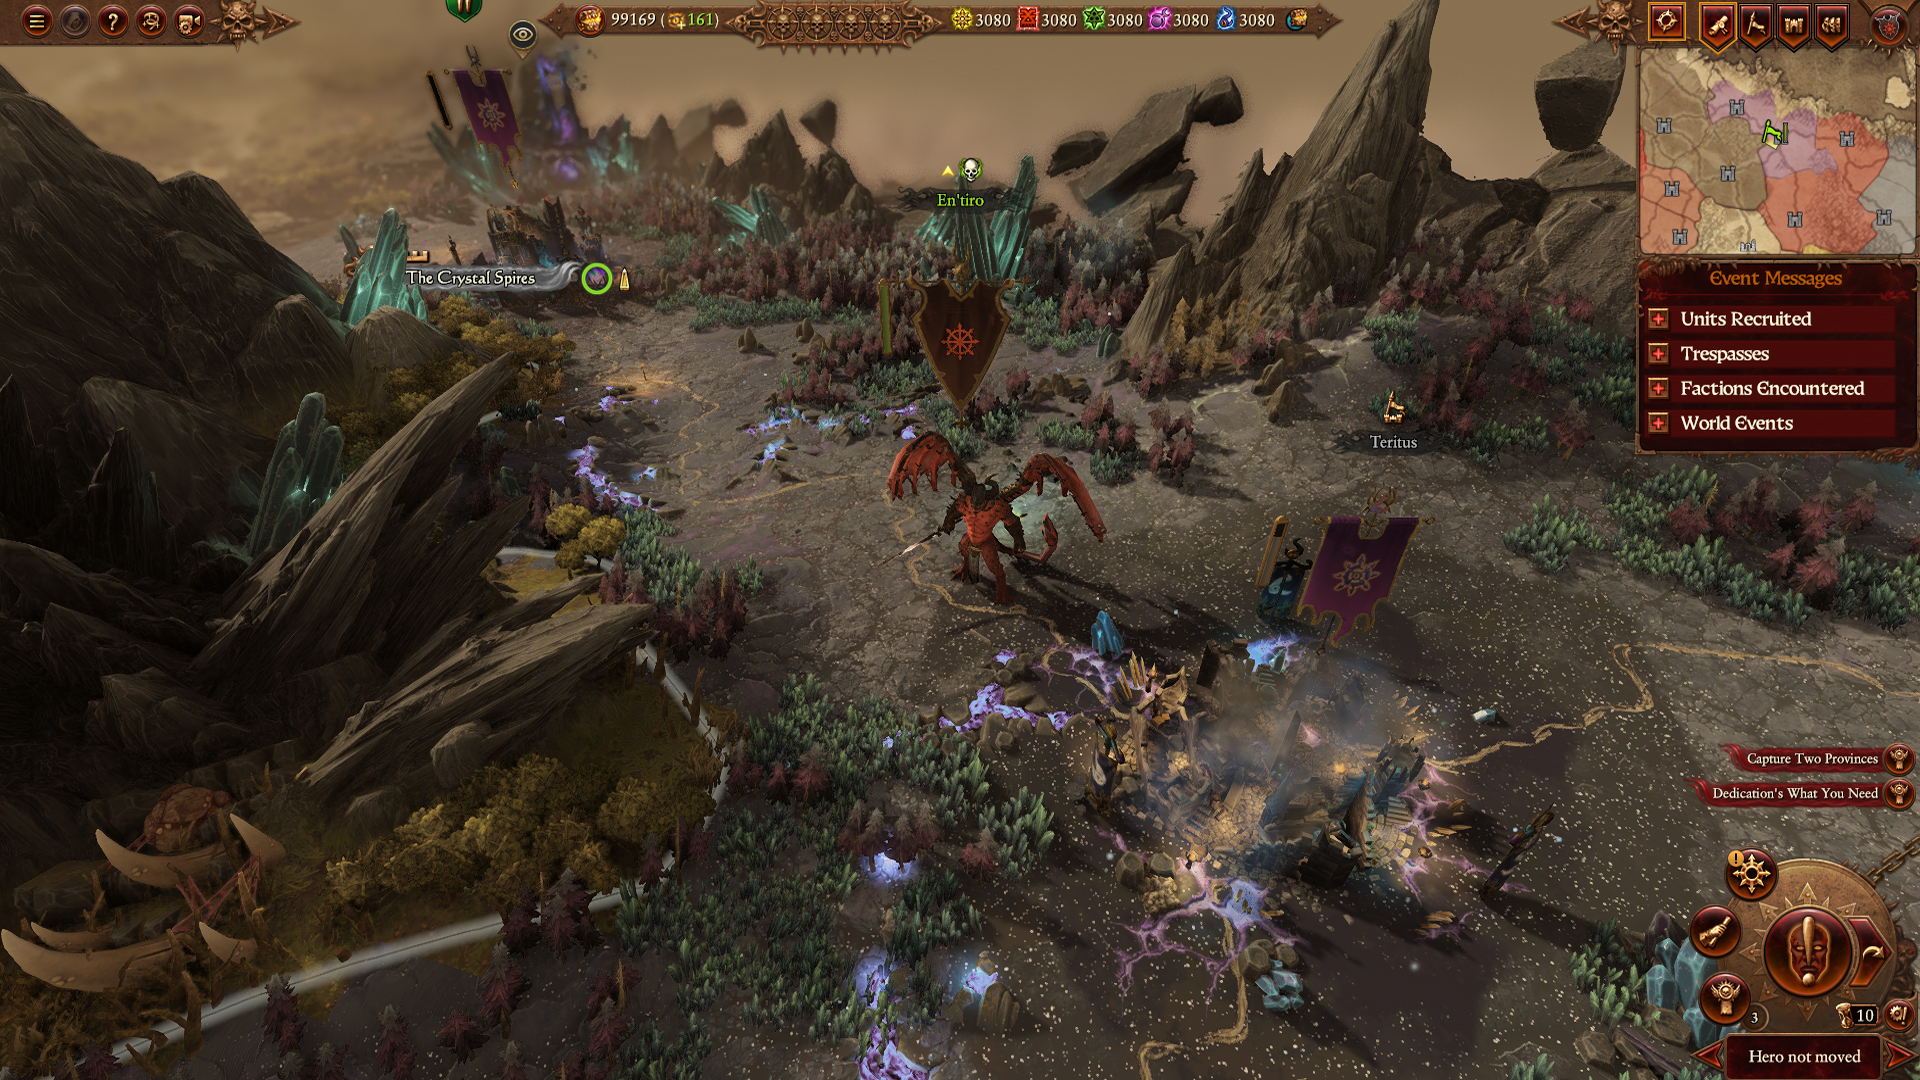 99169 (+161)
3080 3080 3080 3080 3080
En'tiro
The Crystal Spires
Teritus
Event Messages
Units Recruited
Trespasses
Factions Encountered
World Events
Capture Two Provinces
Dedication's What You Need
3
10
Hero not moved